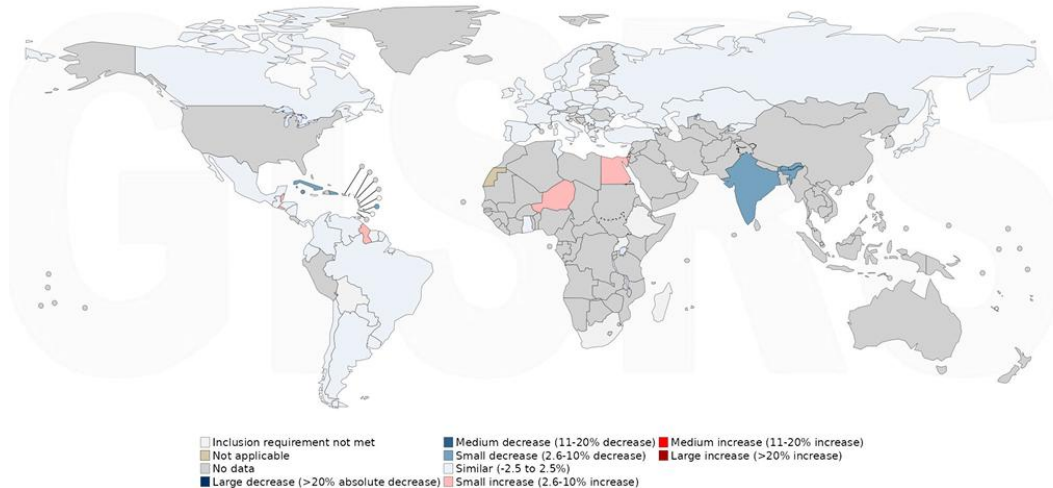 GISRS
Inclusion requirement not met
Not applicable
No data
Large decrease (>20% absolute decrease)
Medium decrease (11-20% decrease)
Small decrease (2.6-10% decrease)
Similar (-2.5 to 2.5%)
Small increase (2.6-10% increase)
Medium increase (11-20% increase)
Large increase (>20% increase)